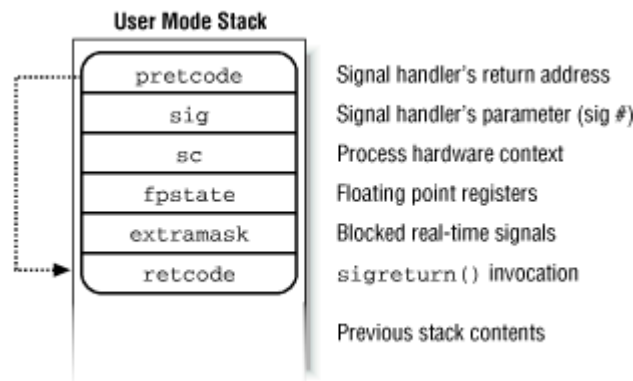 User Mode Stack
pretcode Signal handler's return address
sig Signal handler's parameter (sig #)
sc Process hardware context
fpstate Floating point registers
extramask Blocked real-time signals
retcode sigreturn() invocation
Previous stack contents